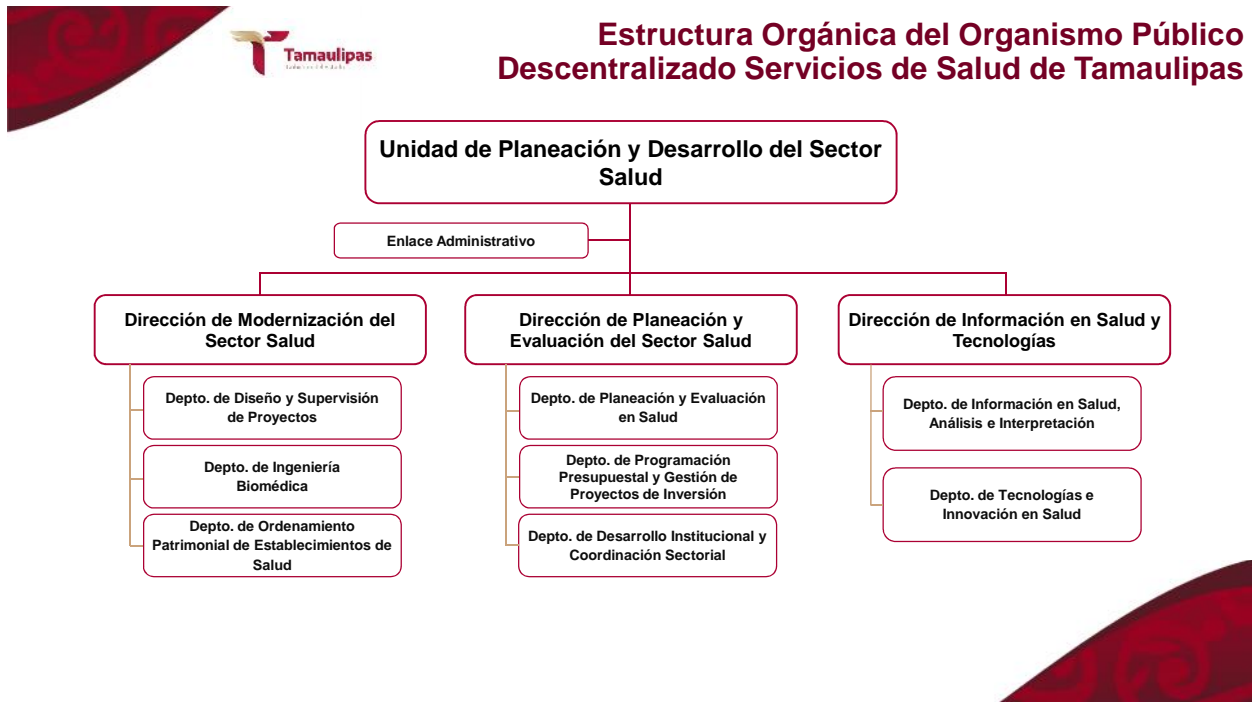 Tamaulipas
Estructura Orgánica del Organismo Público
Descentralizado Servicios de Salud de Tamaulipas
Unidad de Planeación y Desarrollo del Sector
Salud
Enlace Administrativo
Dirección de Modernización del
Sector Salud
Depto. de Diseño y Supervisión
de Proyectos
Depto. de Ingeniería
Biomédica
Depto. de Ordenamiento
Patrimonial de Establecimientos de
Salud
Dirección de Planeación y
Evaluación del Sector Salud
Depto. de Planeación y Evaluación
en Salud
Depto. de Programación
Presupuestal y Gestión de
Proyectos de Inversión
Depto. de Desarrollo Institucional y
Coordinación Sectorial
Dirección de Información en Salud y
Tecnologías
Depto. de Información en Salud,
Análisis e Interpretación
Depto. de Tecnologías e
Innovación en Salud